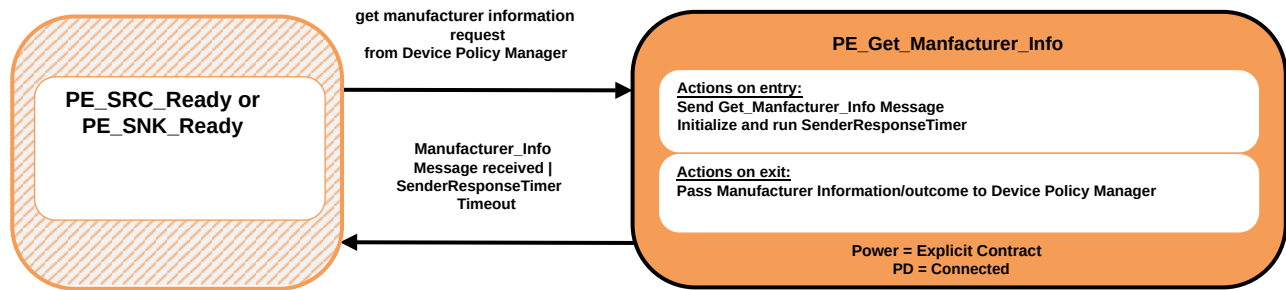 get manufacturer information
request
from Device Policy Manager
PE_SRC_Ready or
PE_SNK_Ready
Manufacturer_Info
Message received |
SenderResponseTimer
Timeout
PE_Get_Manfacturer_Info
Actions on entry:
Send Get_Manfacturer_Info Message
Initialize and run SenderResponseTimer
Actions on exit:
Pass Manufacturer Information/outcome to Device Policy Manager
Power = Explicit Contract
PD = Connected